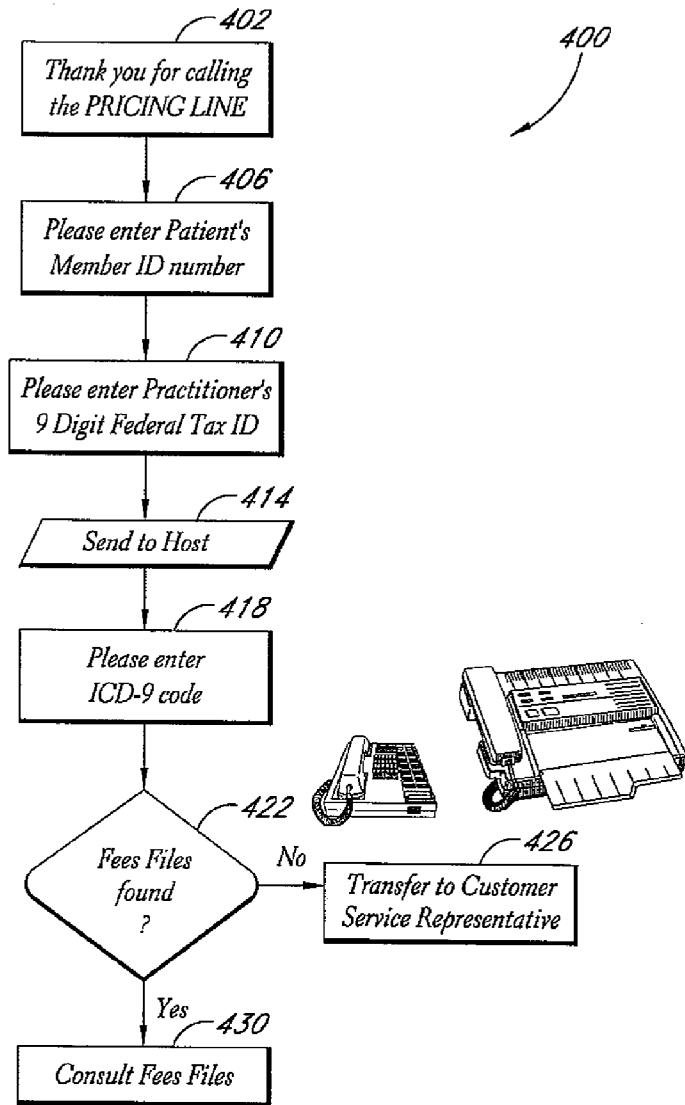 402
400
Thank you for calling
the PRICING LINE
406
Please enter Patient's
Member ID number
410
Please enter Practitioner's
9 Digit Federal Tax ID
414
Send to Host
418
Please enter
ICD-9 code
422
Fees Files
found
?
No
426
Transfer to Customer
Service Representative
Yes
430
Consult Fees Files